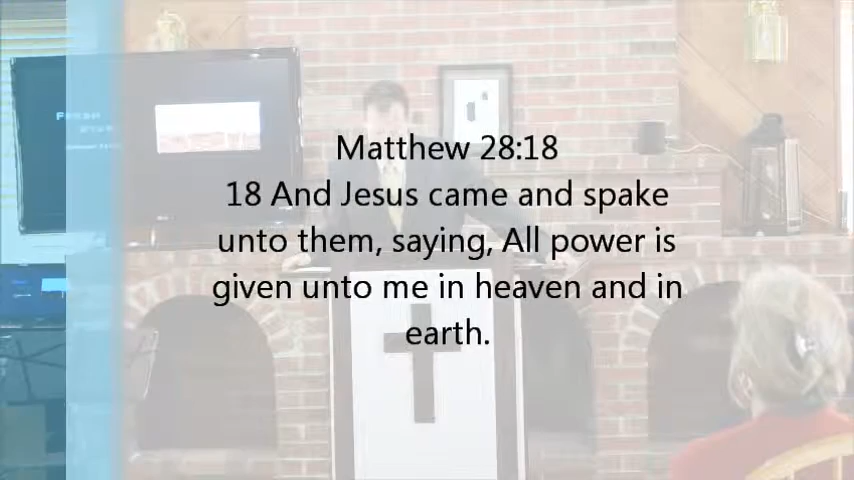 Matthew 28:18
18 And Jesus came and spake
unto them, saying, All power is
given unto me in heaven and in
earth.